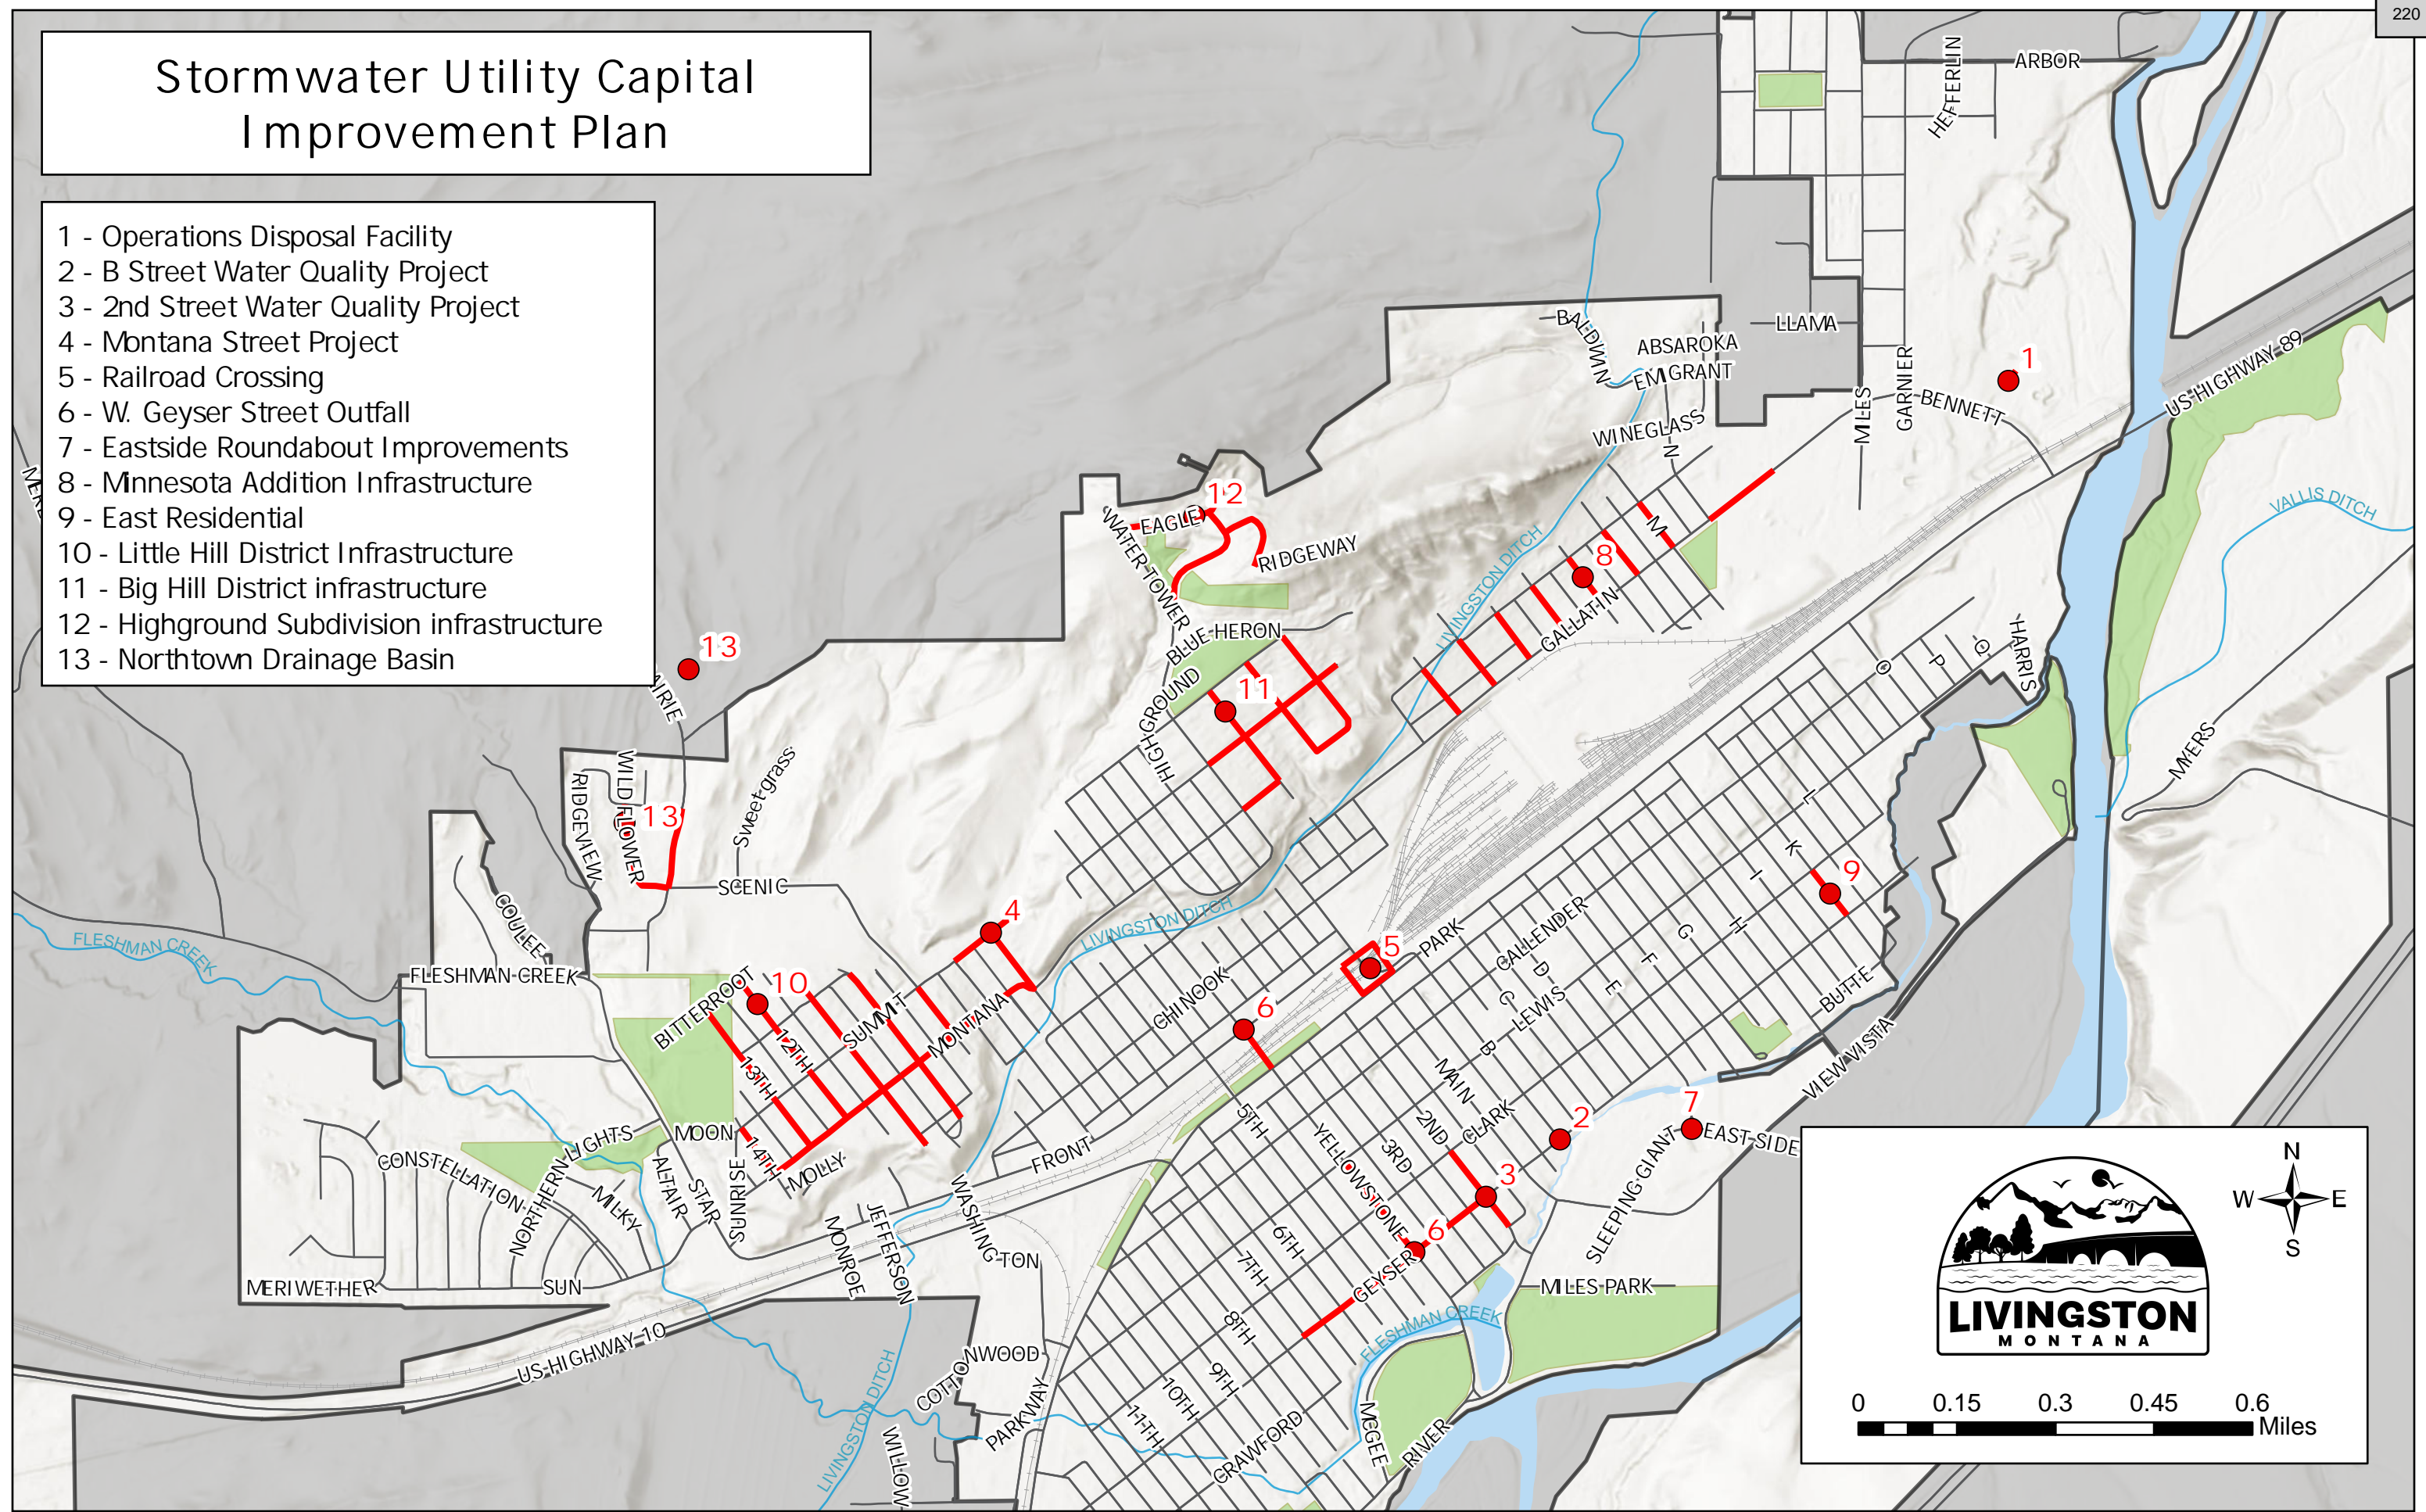 220
Stormwater Utility Capital
Improvement Plan
1 - Operations Disposal Facility
2 - B Street Water Quality Project
3 - 2nd Street Water Quality Project
4 - Montana Street Project
5 - Railroad Crossing
6 - W. Geyser Street Outfall
7 - Eastside Roundabout Improvements
8 - Minnesota Addition Infrastructure
9 - East Residential
10 - Little Hill District Infrastructure
11 - Big Hill District infrastructure
12 - Highground Subdivision infrastructure
13 - Northtown Drainage Basin
ARBOR
HEFFERLIN
LLAMA
BALDWIN
ABSAROKA
EMIGRANT
WINEGLASS
N
MILES
GARNIER
BENNETT
1
US HIGHWAY 89
VALLIS DITCH
12
EAGLE
WATER TOWER
RIDGEWAY
BLUE HERON
LIVINGSTON DITCH
M
8
GALLATIN
HIGH GROUND
11
13
AIRIE
O
P
Q
HARRIS
MYERS
RIDGEVIEW
WILDFLOWER
13
Sweetgrass
SCENIC
COULEE
FLESHMAN CREEK
FLESHMAN CREEK
4
LIVINGSTON DITCH
L
K
I
H
G
F
E
D
C
B
9
5
PARK
CALLENDER
LEWIS
CHINOOK
6
BITTERROOT
10
SUMMIT
MONTANA
12TH
13TH
14TH
MOLLY
BUTTE
VIEW VISTA
MAIN
CLARK
2ND
3RD
YELLOWSTONE
5TH
6TH
7TH
8TH
9TH
10TH
11TH
2
7
EAST SIDE
SLEEPING GIANT
3
6
GEYSER
MILES PARK
FLESHMAN CREEK
MOON
NORTHERN LIGHTS
CONSTELLATION
MILKY
ALTAIR
STAR
SUNRISE
FRONT
WASHINGTON
JEFFERSON
MONROE
MERIWETHER
SUN
US HIGHWAY 10
COTTONWOOD
LIVINGSTON DITCH
WILLOW
PARKWAY
CRAWFORD
MCGEE
RIVER
N
W
E
S
LIVINGSTON
MONTANA
0 0.15 0.3 0.45 0.6
Miles